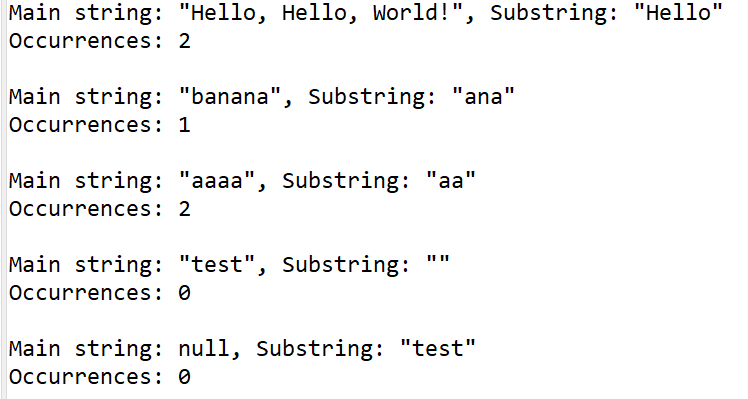 Main string: "Hello, Hello, World!", Substring: "Hello"
Occurrences: 2
Main string: "banana", Substring: "ana"
Occurrences: 1
Main string: "aaaa", Substring: "aa"
Occurrences: 2
Main string: "test", Substring: ""
Occurrences: 0
Main string: null, Substring: "test"
Occurrences: 0